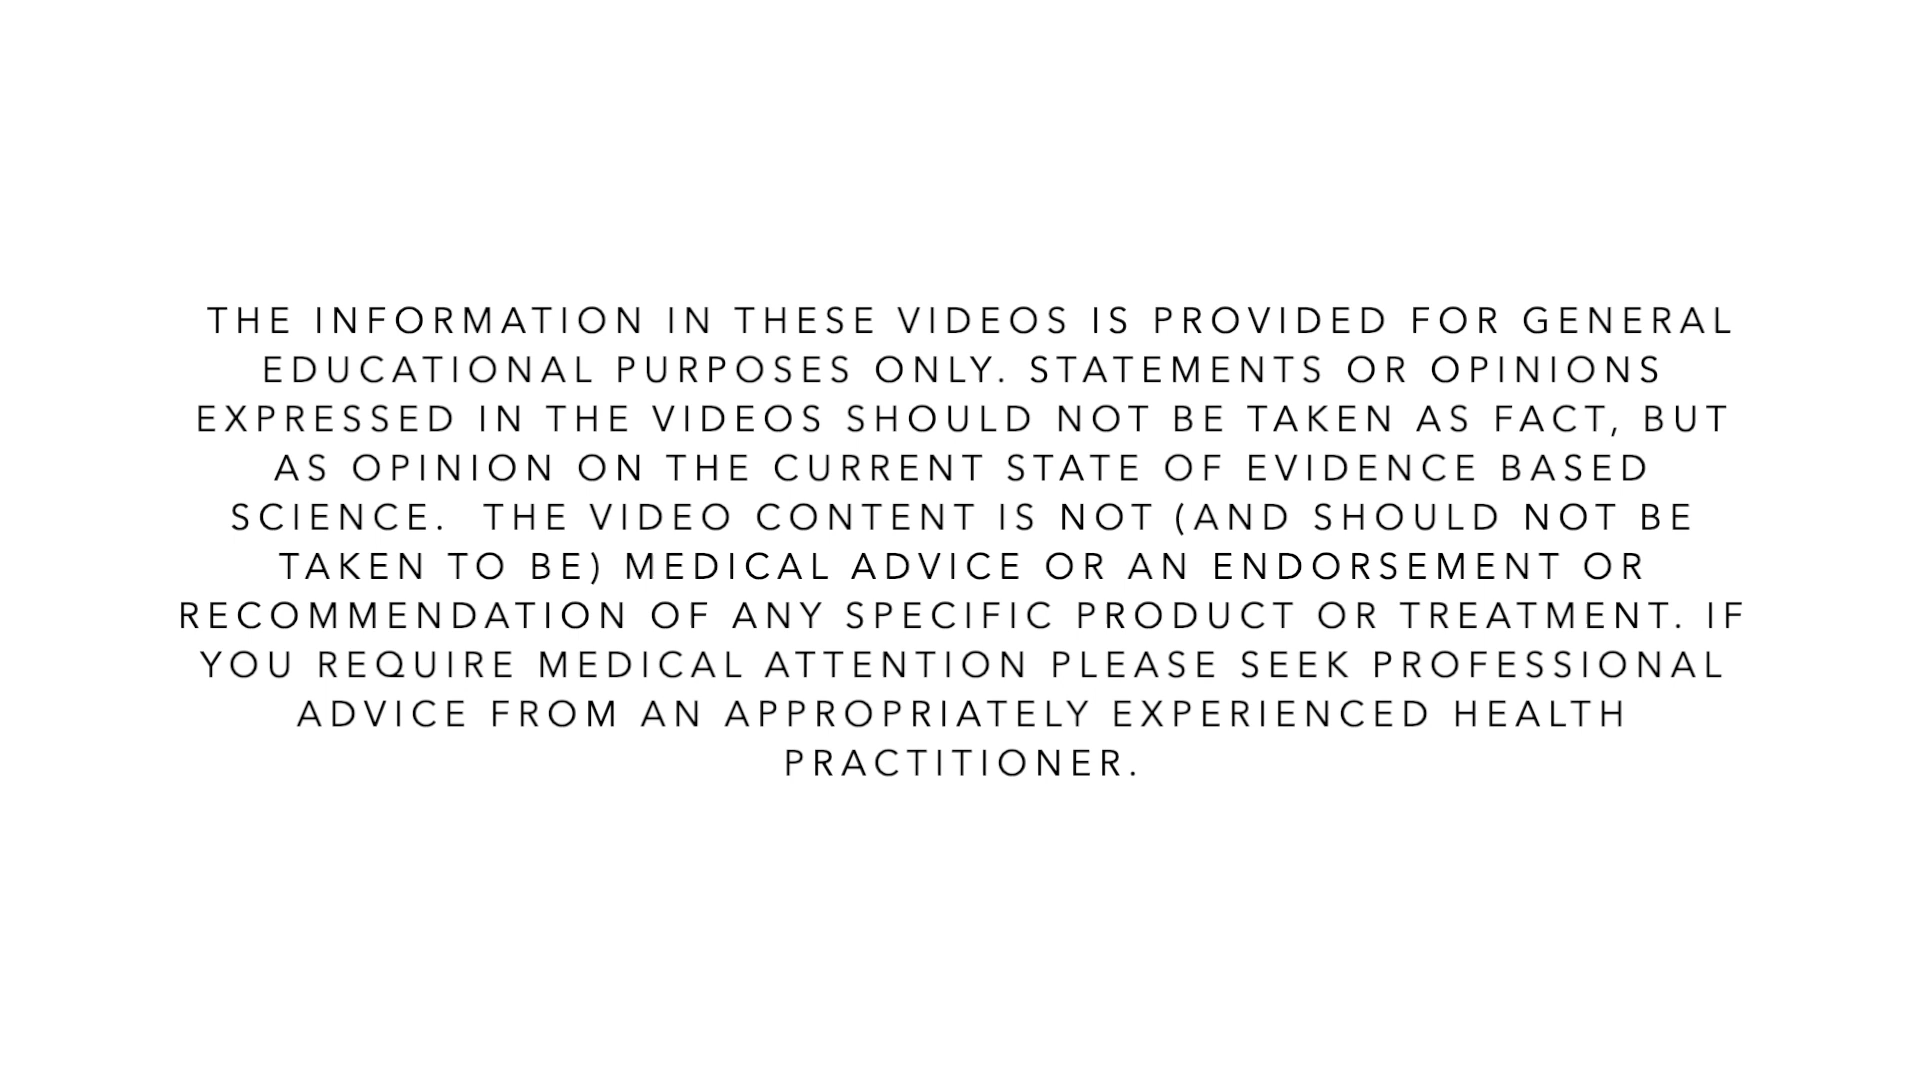 THE INFORMATION IN THESE VIDEOS IS PROVIDED FOR GENERAL
EDUCATIONAL PURPOSES ONLY. STATEMENTS OR OPINIONS
EXPRESSED IN THE VIDEOS SHOULD NOT BE TAKEN AS FACT, BUT
AS OPINION ON THE CURRENT STATE OF EVIDENCE BASED
SCIENCE.  THE VIDEO CONTENT IS NOT (AND SHOULD NOT BE
TAKEN TO BE) MEDICAL ADVICE OR AN ENDORSEMENT OR
RECOMMENDATION OF ANY SPECIFIC PRODUCT OR TREATMENT. IF
YOU REQUIRE MEDICAL ATTENTION PLEASE SEEK PROFESSIONAL
ADVICE FROM AN APPROPRIATELY EXPERIENCED HEALTH
PRACTITIONER.